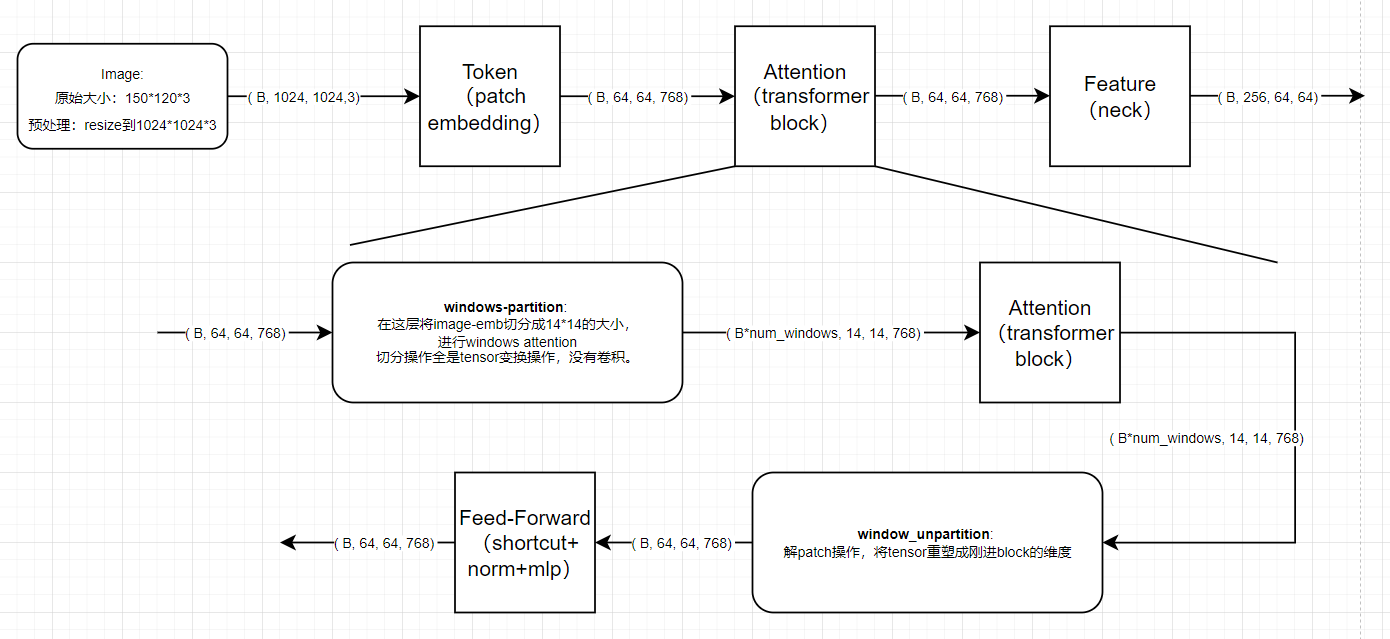 Image:
原始大小：150*120*3
预处理：resize到1024*1024*3
( B, 1024, 1024,3)
Token
（patch
embedding）
( B, 64, 64, 768)
Attention
（transformer
block）
( B, 64, 64, 768)
Feature
（neck）
( B, 256, 64, 64)
( B, 64, 64, 768)
windows-partition:
在这层将image-emb切分成14*14的大小，
进行windows attention
切分操作全是tensor变换操作，没有卷积。
( B*num_windows, 14, 14, 768)
Attention
（transformer
block）
( B*num_windows, 14, 14, 768)
window_unpartition:
解patch操作，将tensor重塑成刚进block的维度
( B, 64, 64, 768)
Feed-Forward
（shortcut+
norm+mlp）
( B, 64, 64, 768)